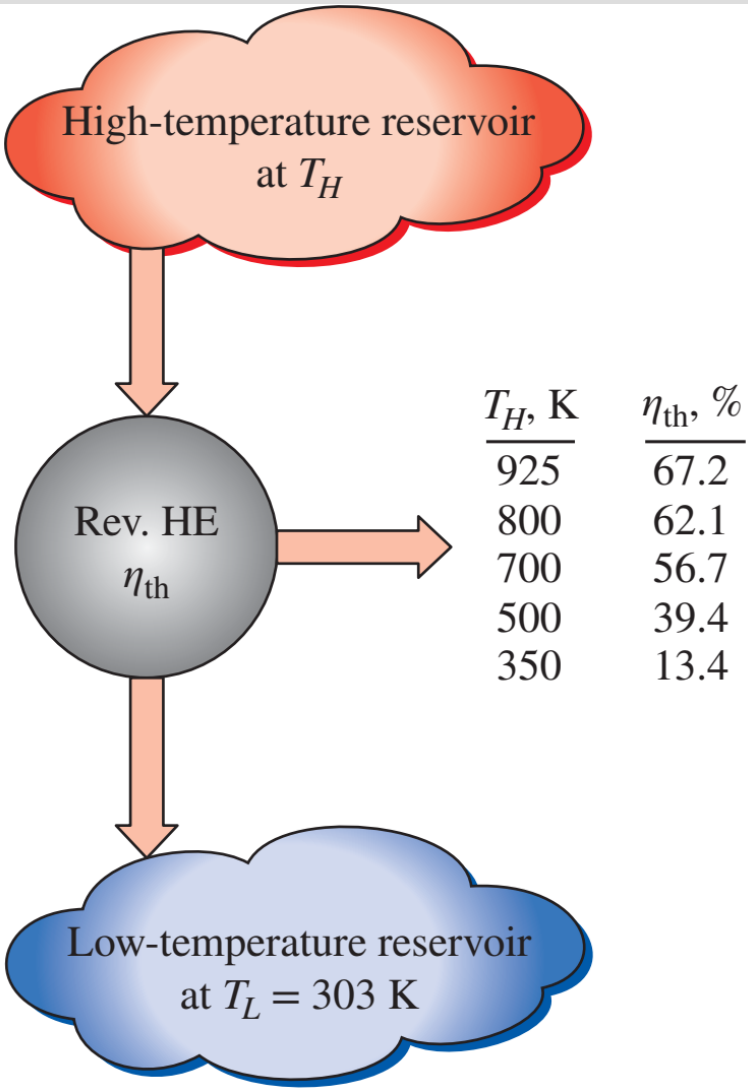 High-temperature reservoir
at T_H
Rev. HE
η_th
T_H, K η_th, %
925 67.2
800 62.1
700 56.7
500 39.4
350 13.4
Low-temperature reservoir
at T_L = 303 K